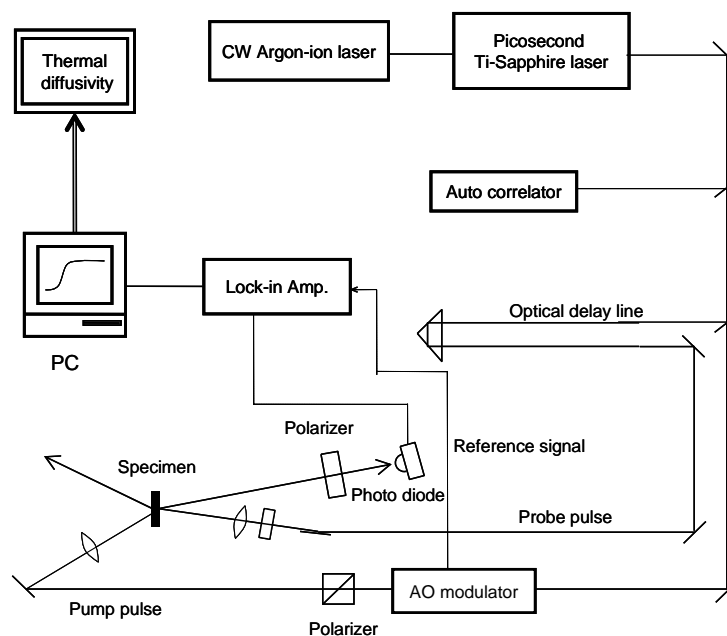 Thermal
diffusivity
CW Argon-ion laser
Picosecond
Ti-Sapphire laser
Auto correlator
Lock-in Amp.
Optical delay line
PC
Polarizer
Reference signal
Specimen
Photo diode
Probe pulse
AO modulator
Pump pulse
Polarizer